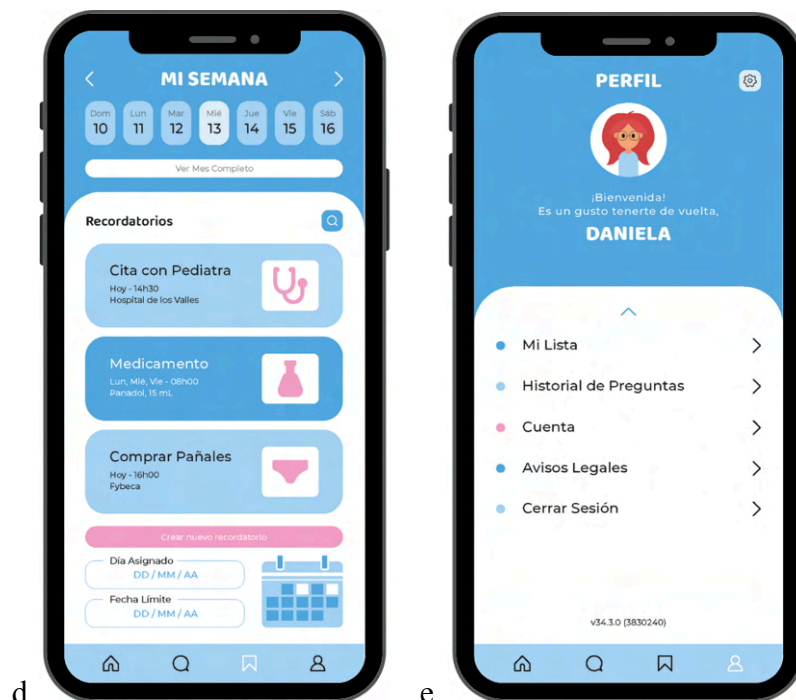 MI SEMANA
Dom Lun Mar Mié Jue Vie Sáb
10 11 12 13 14 15 16
Ver Mes Completo
Recordatorios
Cita con Pediatra
Hoy - 14h30
Hospital de los Valles
Medicamento
Lun, Mié, Vie - 08h00
Panadol, 15 mL
Comprar Pañales
Hoy - 16h00
Fybeca
Crear nuevo recordatorio
Día Asignado
DD / MM / AA
Fecha Límite
DD / MM / AA
d
PERFIL
¡Bienvenida!
Es un gusto tenerte de vuelta,
DANIELA
Mi Lista
Historial de Preguntas
Cuenta
Avisos Legales
Cerrar Sesión
v34.3.0 (3830240)
e